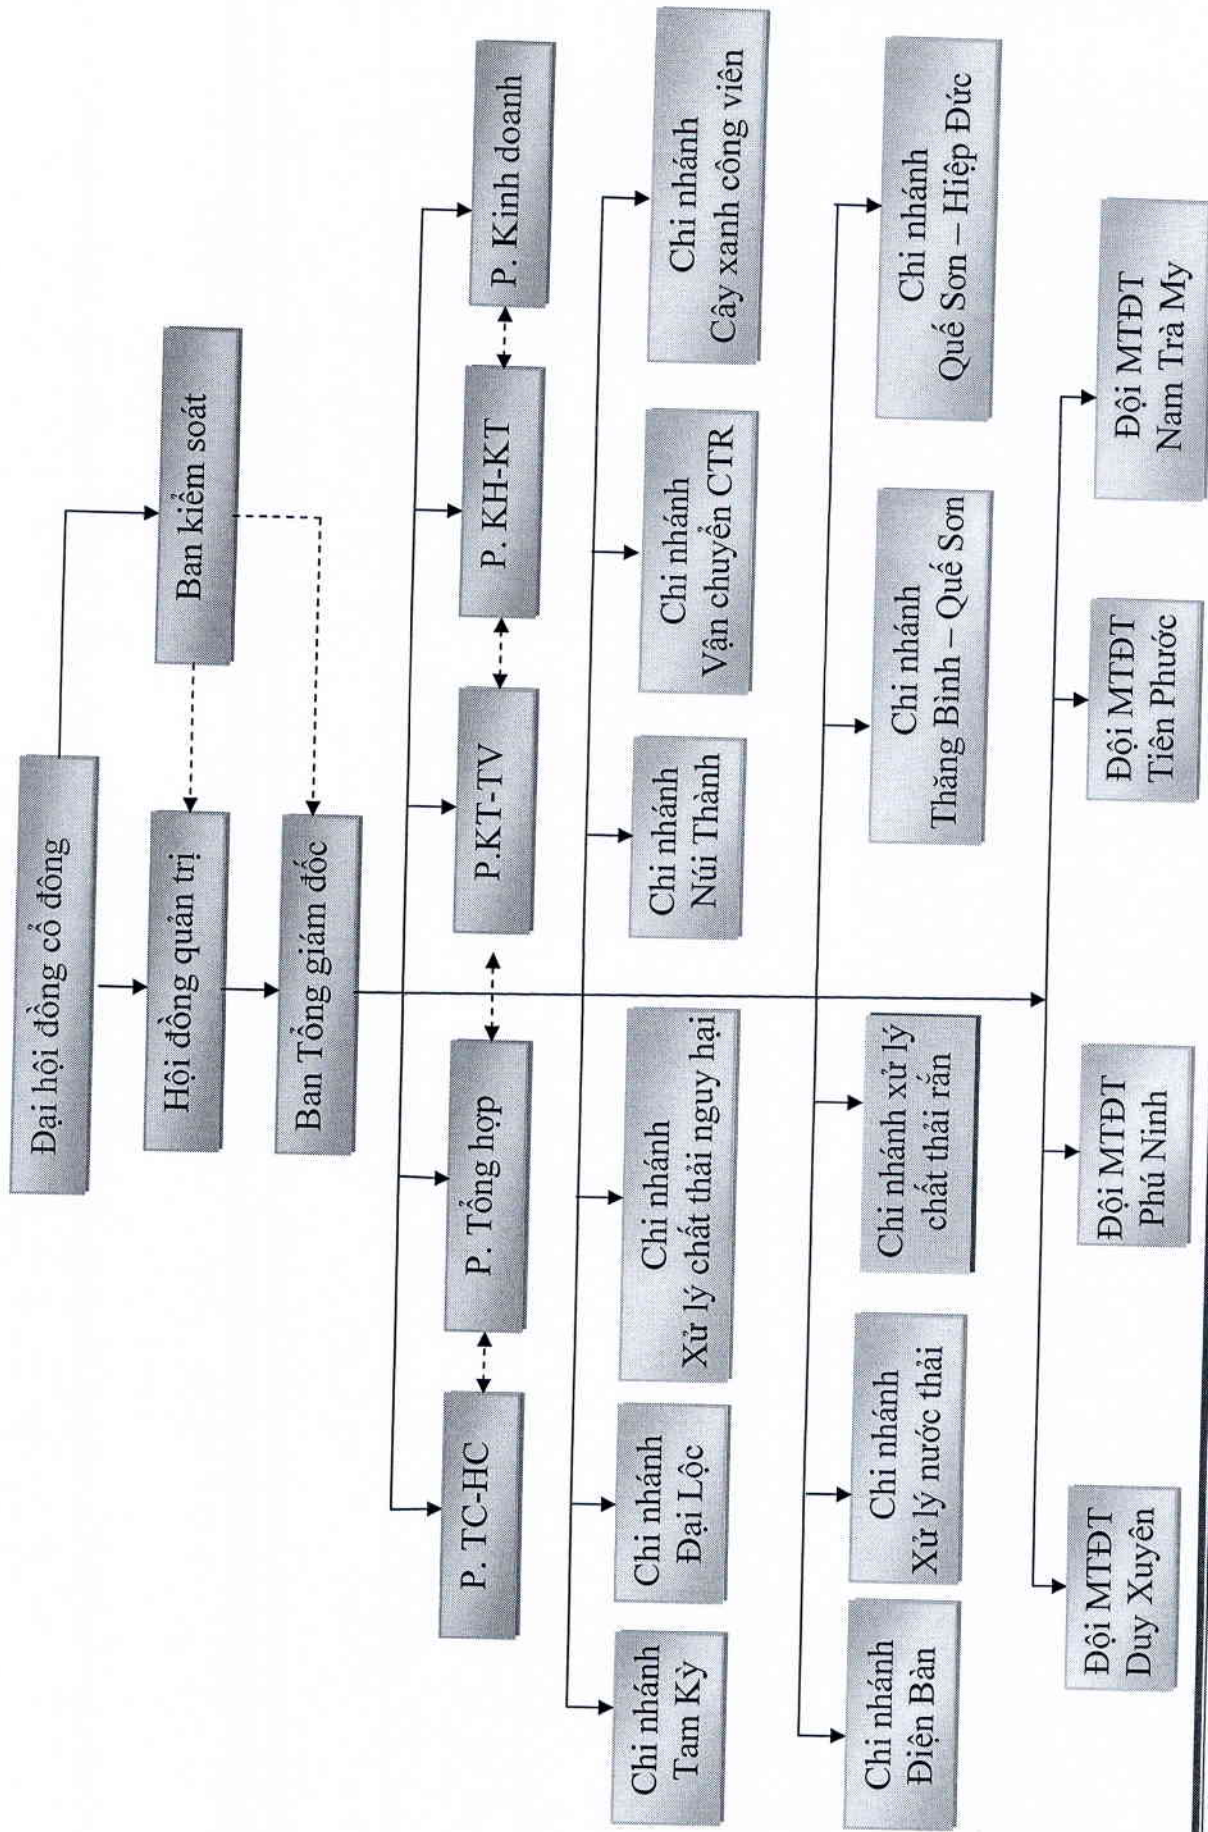 Đại hội đồng cổ đông
Ban kiểm soát
Hội đồng quản trị
Ban Tổng giám đốc
P. TC-HC
P. Tổng hợp
P.KT-TV
P. KH-KT
P. Kinh doanh
Chi nhánh
Tam Kỳ
Chi nhánh
Đại Lộc
Chi nhánh
Xử lý chất thải nguy hại
Chi nhánh
Núi Thành
Chi nhánh
Vận chuyển CTR
Chi nhánh
Cây xanh công viên
Chi nhánh
Điện Bàn
Chi nhánh
Xử lý nước thải
Chi nhánh xử lý
chất thải rắn
Chi nhánh
Thăng Bình – Quế Sơn
Chi nhánh
Quế Sơn – Hiệp Đức
Đội MTĐT
Duy Xuyên
Đội MTĐT
Phú Ninh
Đội MTĐT
Tiên Phước
Đội MTĐT
Nam Trà My